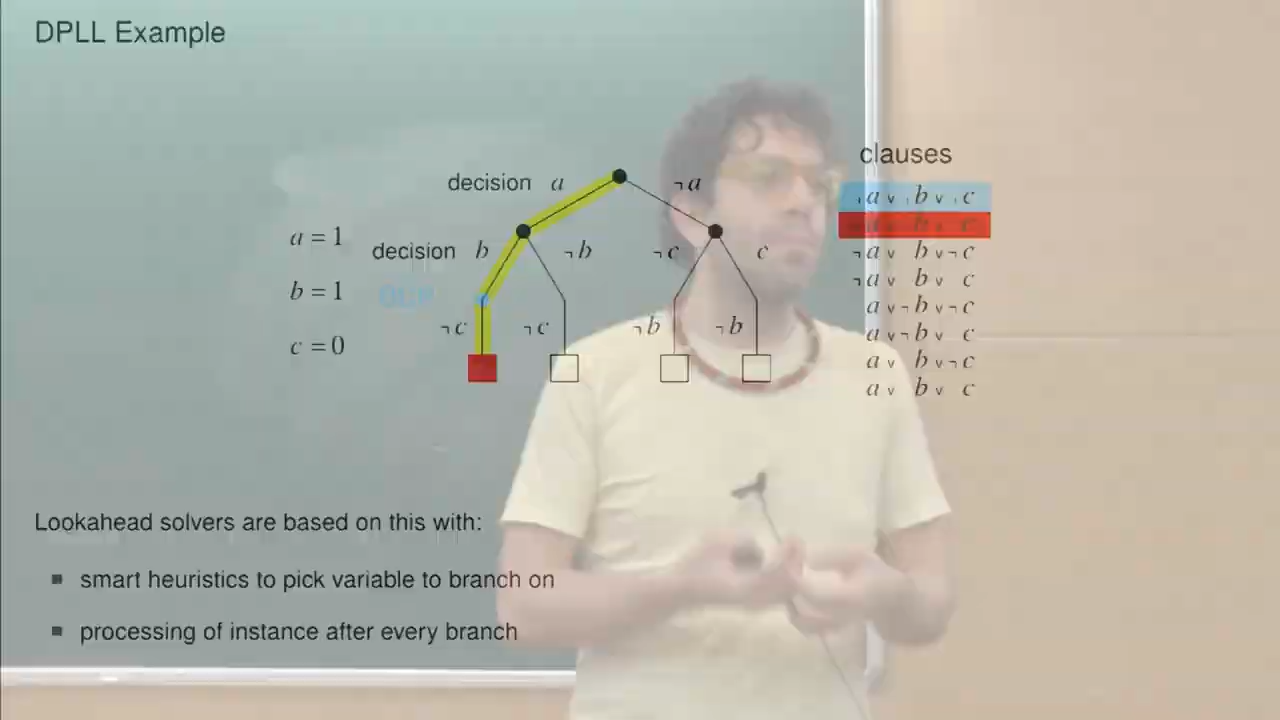 DPLL Example
clauses
decision a
¬a
¬a ∨ ¬b ∨ ¬c
a = 1
decision b
¬b
¬c
c
¬a ∨ b ∨ ¬c
¬a ∨ b ∨ c
b = 1
a ∨ ¬b ∨ ¬c
¬c
¬c
¬b
¬b
a ∨ ¬b ∨ c
c = 0
a ∨ b ∨ ¬c
a ∨ b ∨ c
Lookahead solvers are based on this with:
smart heuristics to pick variable to branch on
processing of instance after every branch